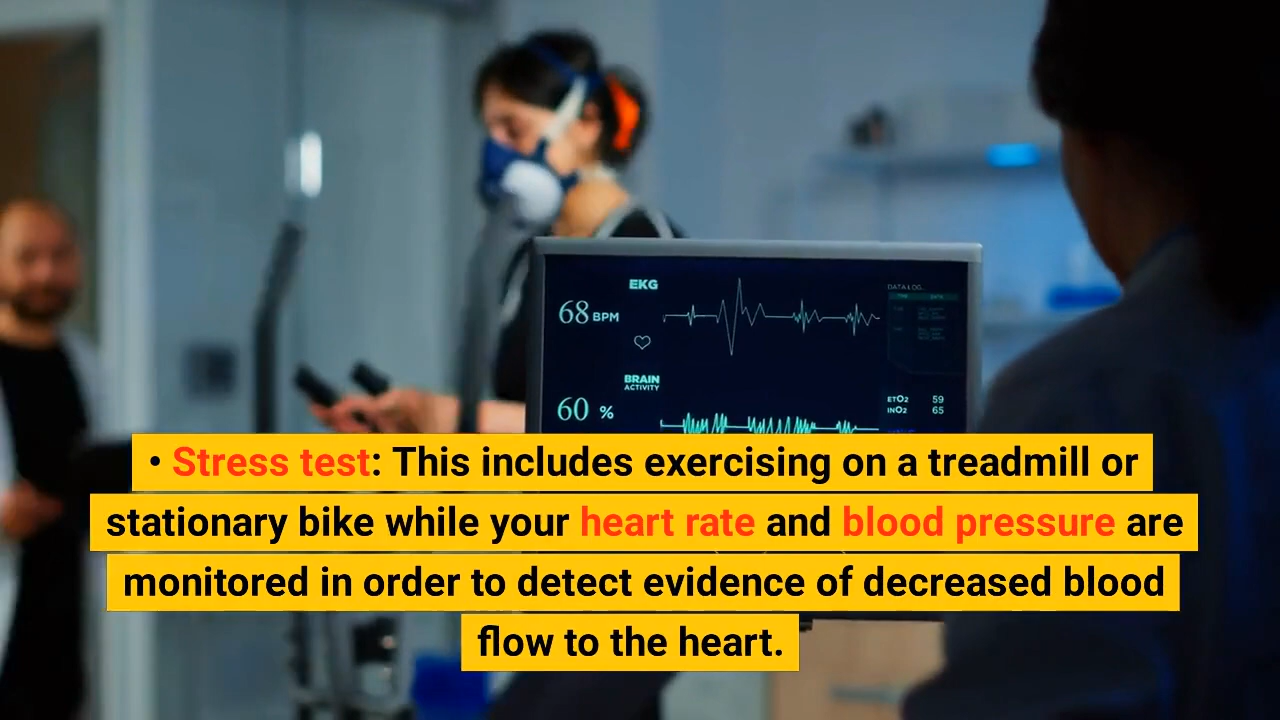 EKG
68 BPM
DATA LOG
BRAIN
ACTIVITY
60 %
ETO2 59
INO2 65
• Stress test: This includes exercising on a treadmill or
stationary bike while your heart rate and blood pressure are
monitored in order to detect evidence of decreased blood
flow to the heart.